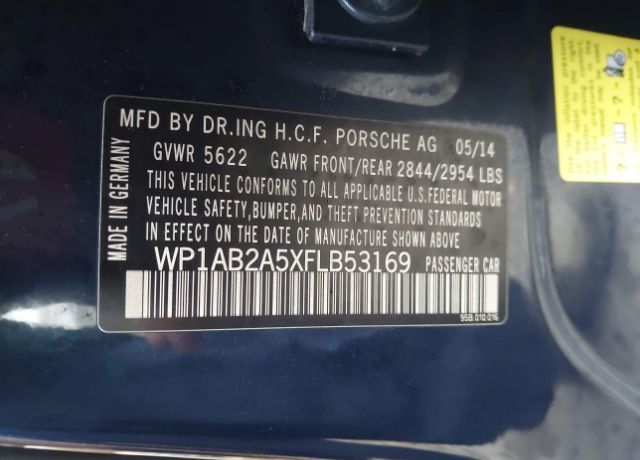 MFD BY DR.ING H.C.F. PORSCHE AG 05/14
GVWR 5622 GAWR FRONT/REAR 2844/2954 LBS
THIS VEHICLE CONFORMS TO ALL APPLICABLE U.S.FEDERAL MOTOR
VEHICLE SAFETY,BUMPER,AND THEFT PREVENTION STANDARDS
IN EFFECT ON THE DATE OF MANUFACTURE SHOWN ABOVE
WP1AB2A5XFLB53169 PASSENGER CAR
MADE IN GERMANY
95B.010.016